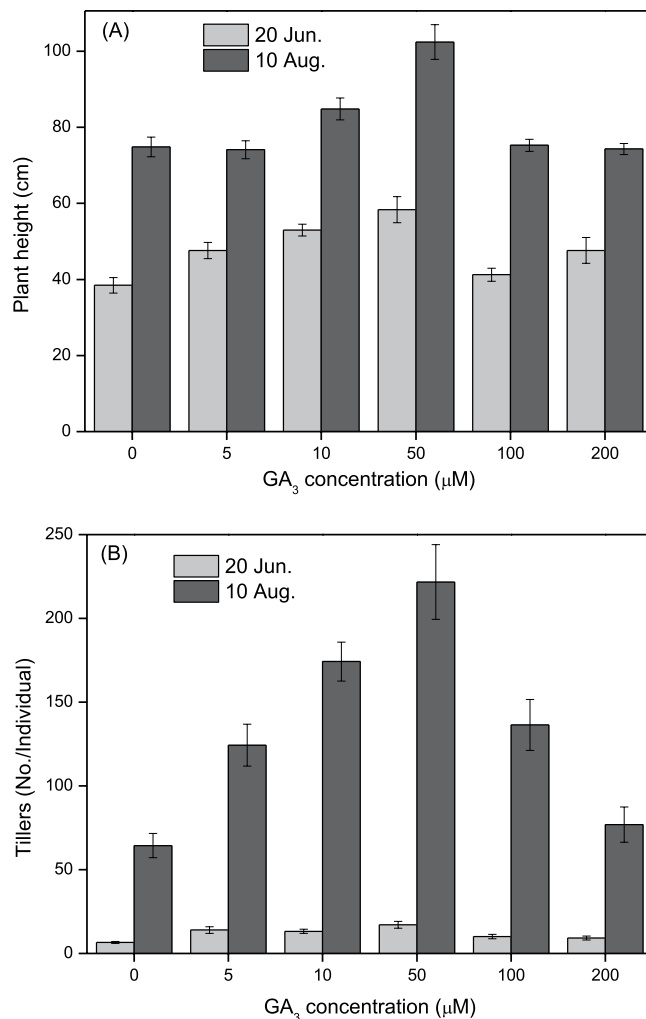 (A)
20 Jun.
10 Aug.
100
80
60
40
20
0
Plant height (cm)
0 5 10 50 100 200
GA₃ concentration (μM)
(B)
20 Jun.
10 Aug.
250
200
150
100
50
0
Tillers (No./Individual)
0 5 10 50 100 200
GA₃ concentration (μM)